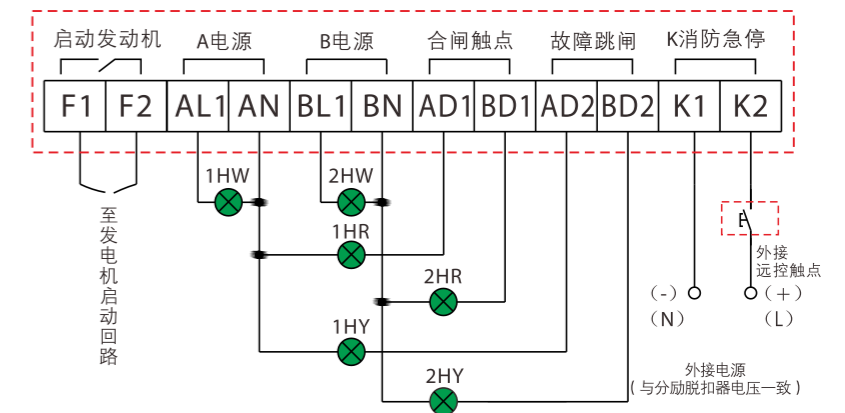 启动发动机 A电源 B电源 合闸触点 故障跳闸 K消防急停
F1 F2 AL1 AN BL1 BN AD1 BD1 AD2 BD2 K1 K2
1HW 2HW
1HR
2HR
1HY
2HY
至发电机启动回路
外接
远控触点
(-) (+)
(N) (L)
外接电源
(与分励脱扣器电压一致)